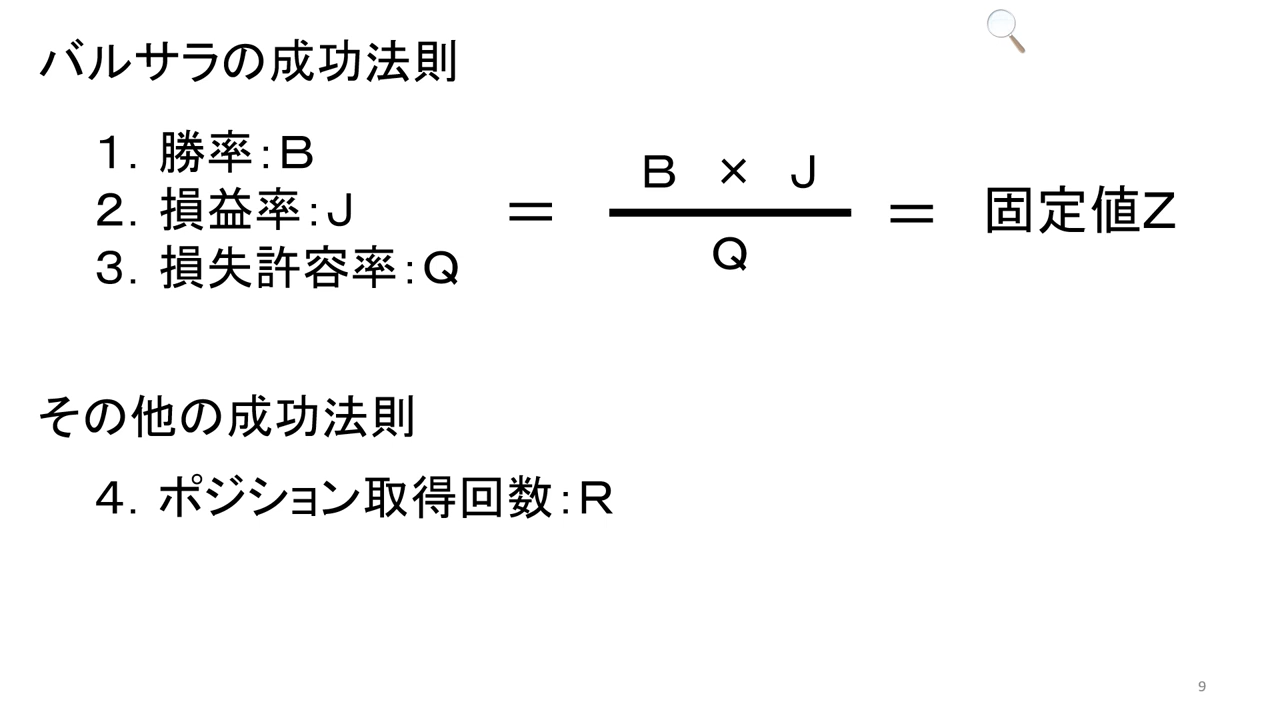 バルサラの成功法則
１．勝率：Ｂ
２．損益率：Ｊ
３．損失許容率：Ｑ
＝
Ｂ　×　Ｊ
Ｑ
＝　固定値Ｚ
その他の成功法則
４．ポジション取得回数：Ｒ
9